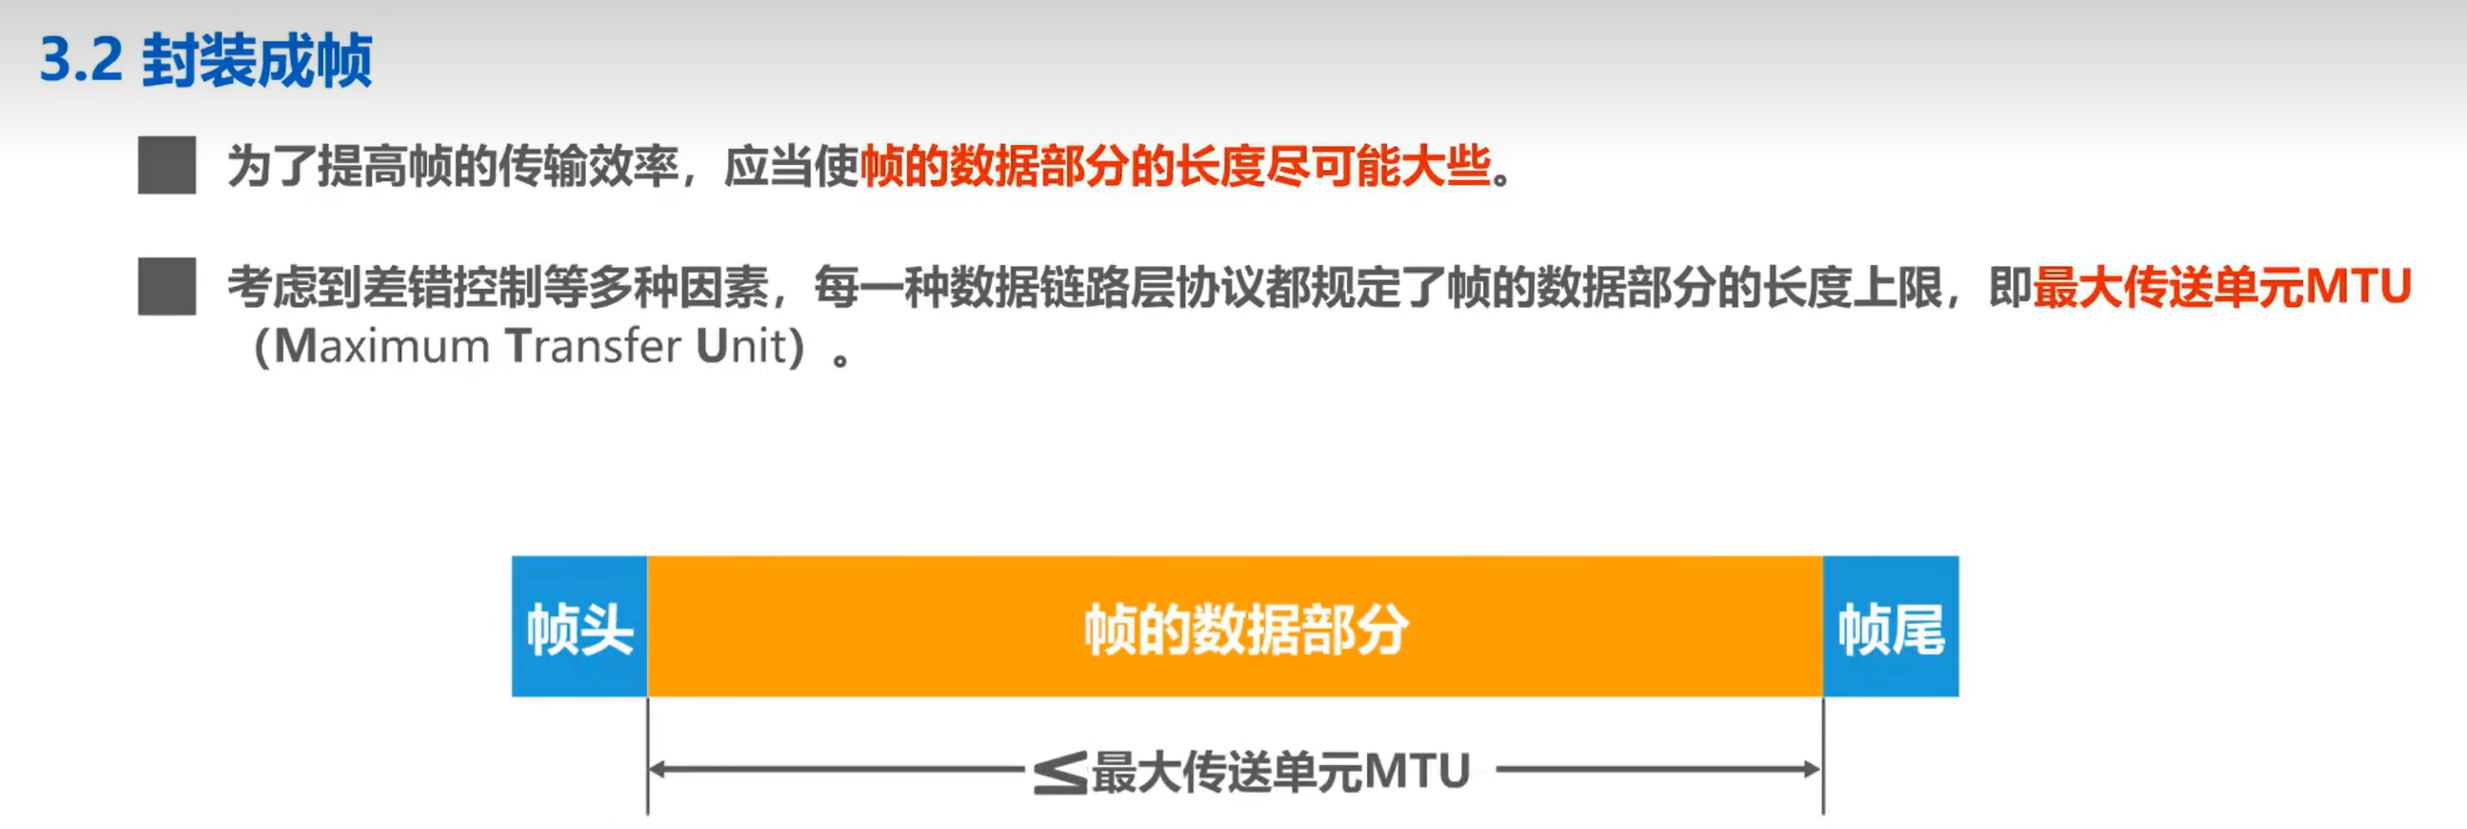 3.2 封装成帧
为了提高帧的传输效率，应当使帧的数据部分的长度尽可能大些。
考虑到差错控制等多种因素，每一种数据链路层协议都规定了帧的数据部分的长度上限，即最大传送单元MTU
（Maximum Transfer Unit）。
帧头 帧的数据部分 帧尾
≤最大传送单元MTU